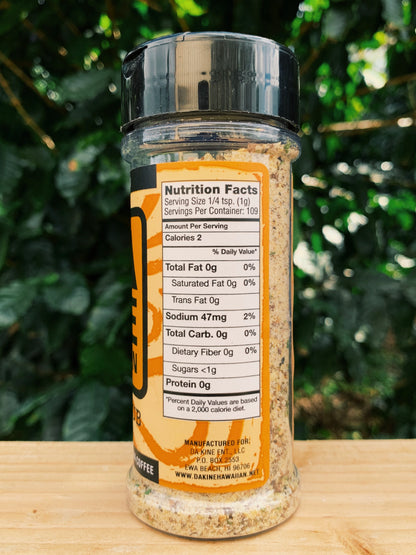 Nutrition Facts
Serving Size 1/4 tsp. (1g)
Servings Per Container: 109
Amount Per Serving
Calories 2
% Daily Value*
Total Fat 0g 0%
Saturated Fat 0g 0%
Trans Fat 0g
Sodium 47mg 2%
Total Carb. 0g 0%
Dietary Fiber 0g 0%
Sugars <1g
Protein 0g
*Percent Daily Values are based
on a 2,000 calorie diet.
MANUFACTURED FOR:
DA KINE ENT., LLC
P.O. BOX 2553
EWA BEACH, HI 96706
WWW.DAKINEHAWAIIAN.NET
COFFEE